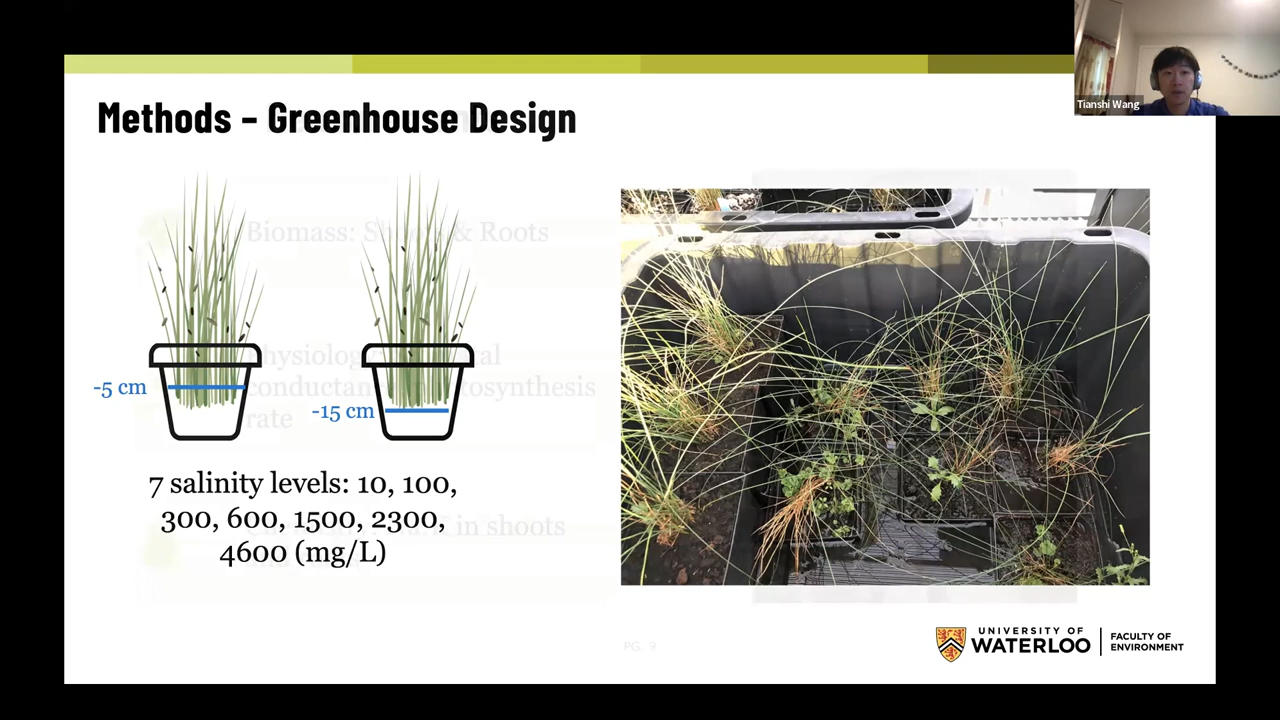 Tianshi Wang
Methods – Greenhouse Design
Biomass: Shoots & Roots
-5 cm
-15 cm
conductance
photosynthesis
rate
7 salinity levels: 10, 100,
300, 600, 1500, 2300,
4600 (mg/L)
in shoots
PG. 9
UNIVERSITY OF
WATERLOO
FACULTY OF
ENVIRONMENT